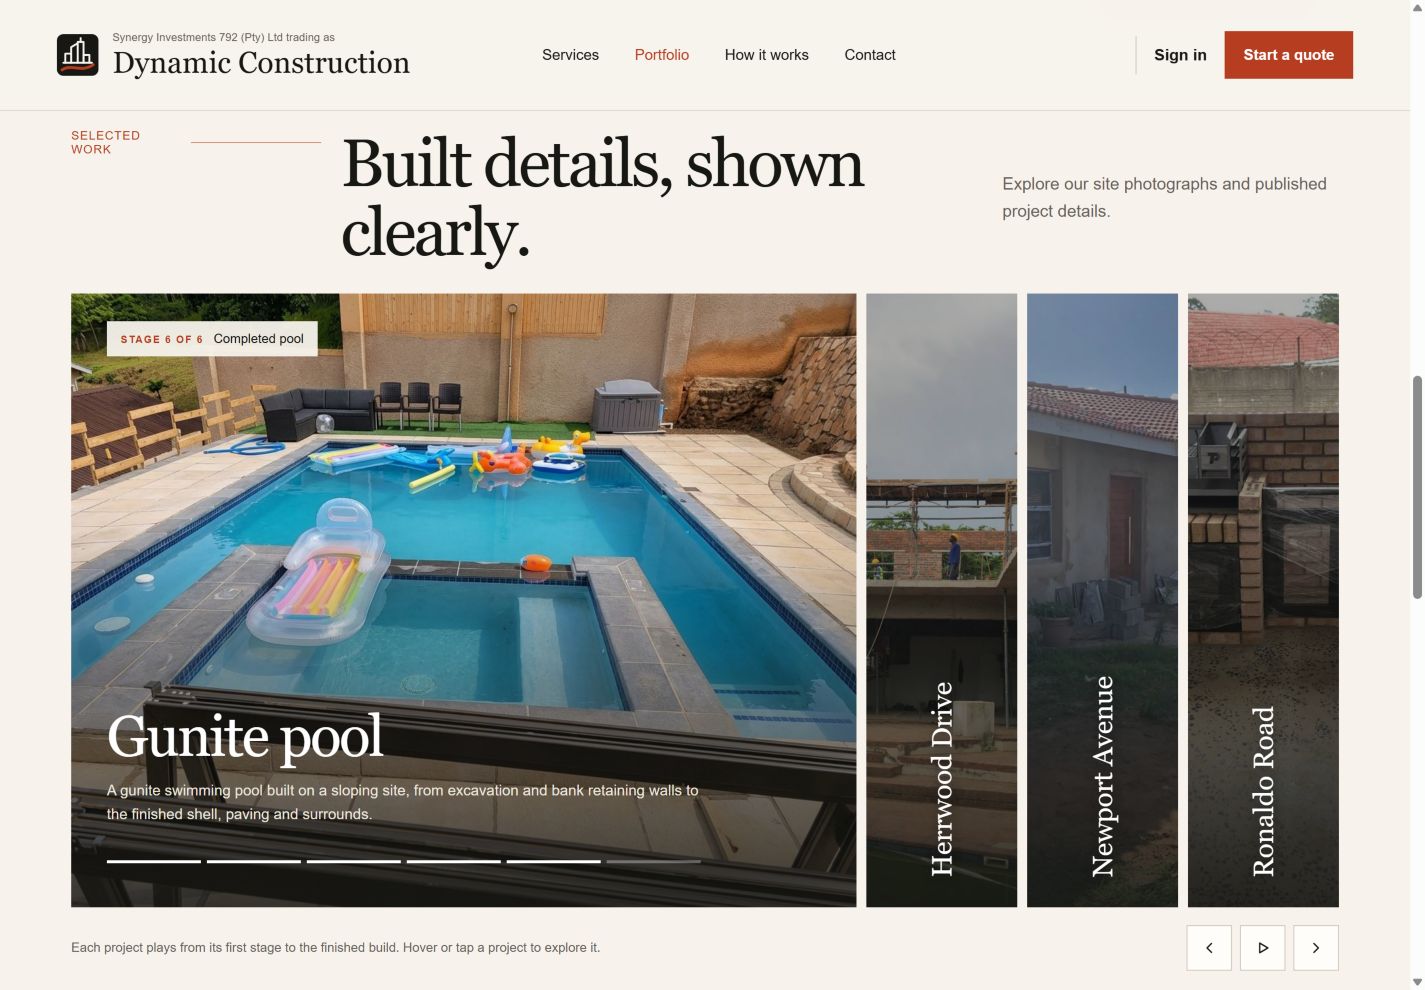 Synergy Investments 792 (Pty) Ltd trading as
Dynamic Construction
Services
Portfolio
How it works
Contact
Sign in
Start a quote
SELECTED
WORK
Built details, shown
clearly.
Explore our site photographs and published
project details.
STAGE 6 OF 6 Completed pool
Gunite pool
A gunite swimming pool built on a sloping site, from excavation and bank retaining walls to
the finished shell, paving and surrounds.
Herrwood Drive
Newport Avenue
Ronaldo Road
Each project plays from its first stage to the finished build. Hover or tap a project to explore it.